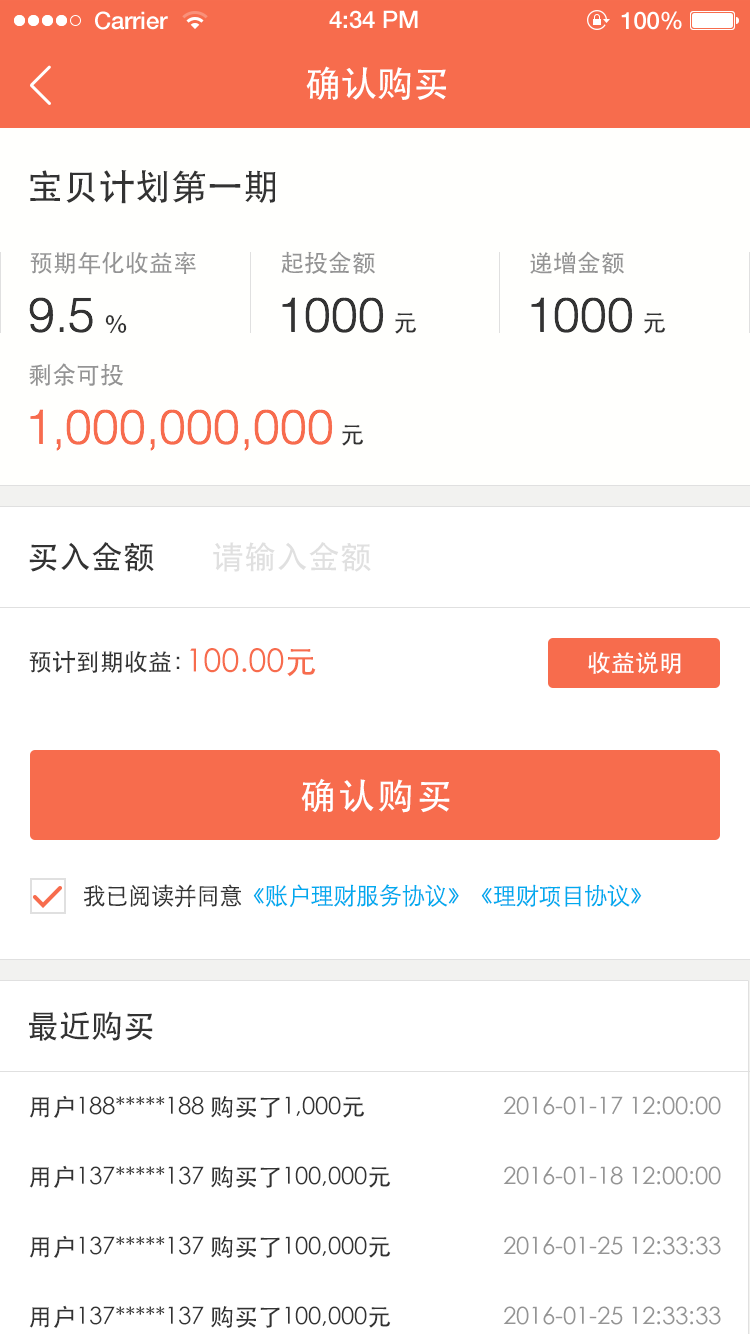 Carrier 4:34 PM 100%
确认购买
宝贝计划第一期
预期年化收益率 起投金额 递增金额
9.5 % 1000 元 1000 元
剩余可投
1,000,000,000 元
买入金额 请输入金额
预计到期收益: 100.00元 收益说明
确认购买
我已阅读并同意《账户理财服务协议》 《理财项目协议》
最近购买
用户188*****188 购买了1,000元 2016-01-17 12:00:00
用户137*****137 购买了100,000元 2016-01-18 12:00:00
用户137*****137 购买了100,000元 2016-01-25 12:33:33
用户137*****137 购买了100,000元 2016-01-25 12:33:33